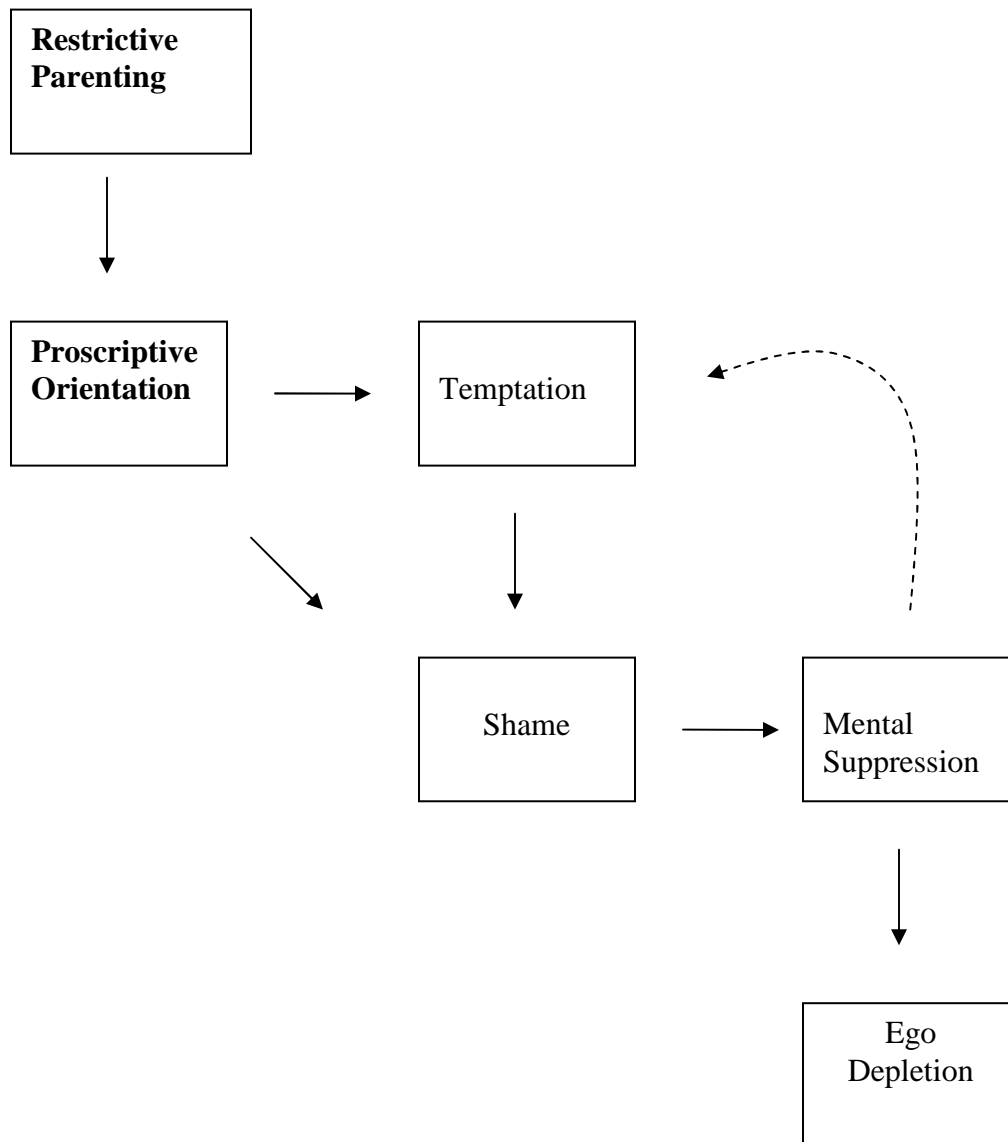 Restrictive
Parenting
Proscriptive
Orientation
Temptation
Shame
Mental
Suppression
Ego
Depletion